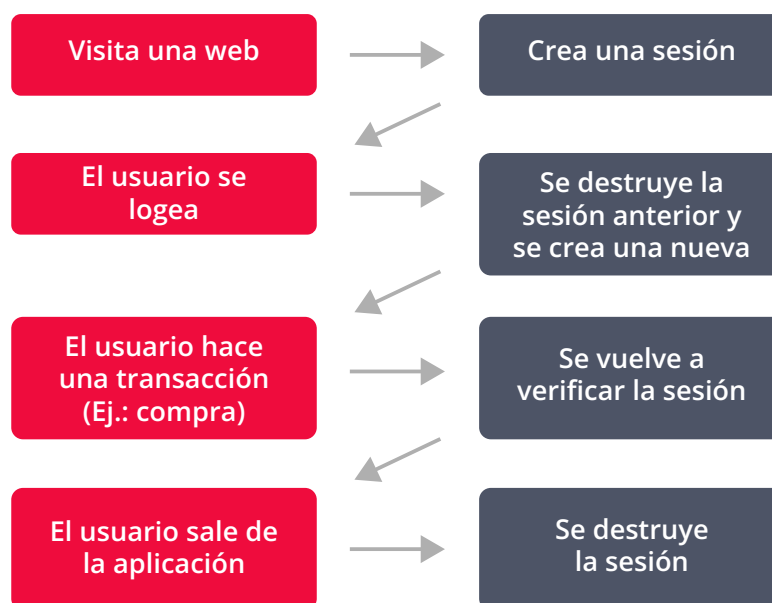 Visita una web
Crea una sesión
El usuario se
logea
Se destruye la
sesión anterior y
se crea una nueva
El usuario hace
una transacción
(Ej.: compra)
Se vuelve a
verificar la sesión
El usuario sale de
la aplicación
Se destruye
la sesión